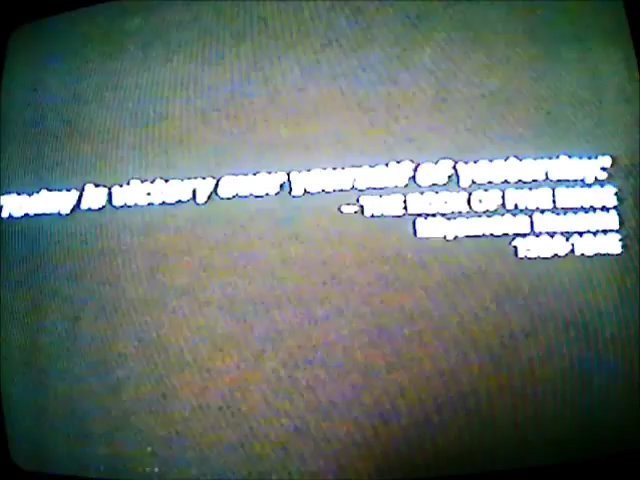 Today is victory over yourself of yesterday;
— THE BOOK OF FIVE RINGS
Miyamoto Musashi